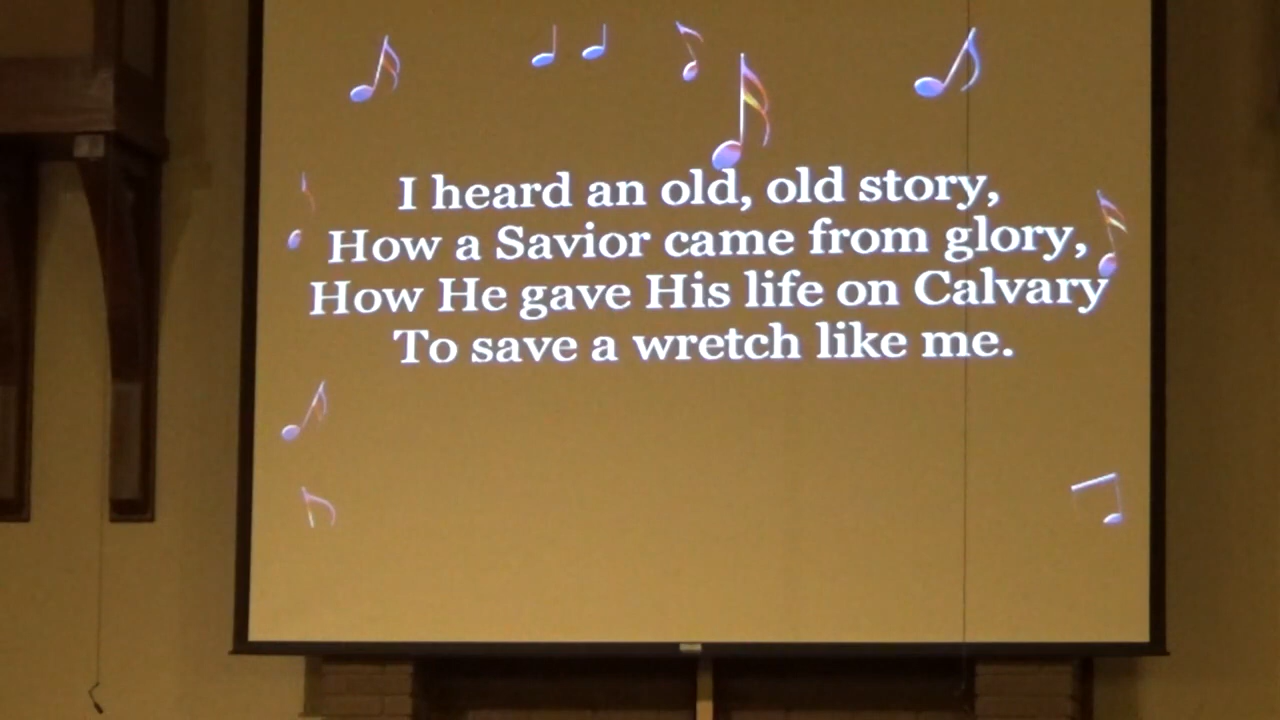 I heard an old, old story,
How a Savior came from glory,
How He gave His life on Calvary
To save a wretch like me.